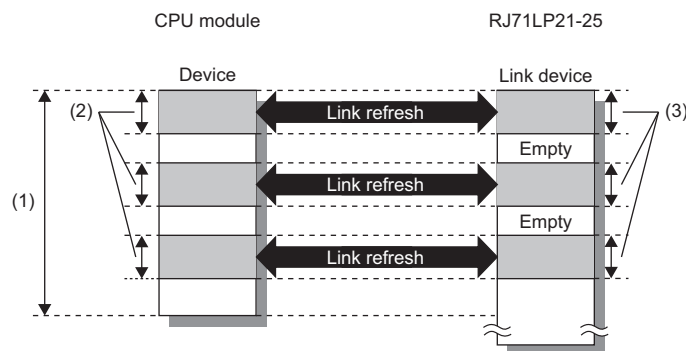 CPU module RJ71LP21-25
Device Link device
(2) Link refresh (3)
Empty
(1) Link refresh
Empty
Link refresh